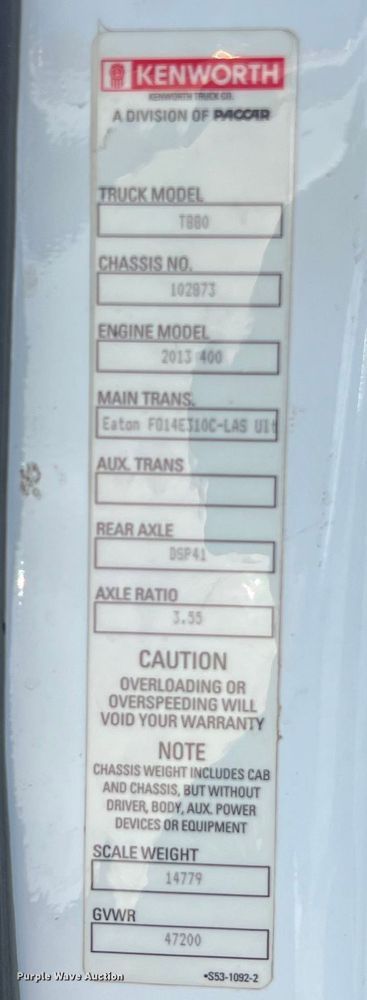 KENWORTH
KENWORTH TRUCK CO.
A DIVISION OF PACCAR
TRUCK MODEL
T880
CHASSIS NO.
102973
ENGINE MODEL
2013 400
MAIN TRANS.
Eaton FO14E310C-LAS Ult
AUX. TRANS
REAR AXLE
DSP41
AXLE RATIO
3.55
CAUTION
OVERLOADING OR
OVERSPEEDING WILL
VOID YOUR WARRANTY
NOTE
CHASSIS WEIGHT INCLUDES CAB
AND CHASSIS, BUT WITHOUT
DRIVER, BODY, AUX. POWER
DEVICES OR EQUIPMENT
SCALE WEIGHT
14779
GVWR
47200
•S53-1092-2
Purple Wave Auction